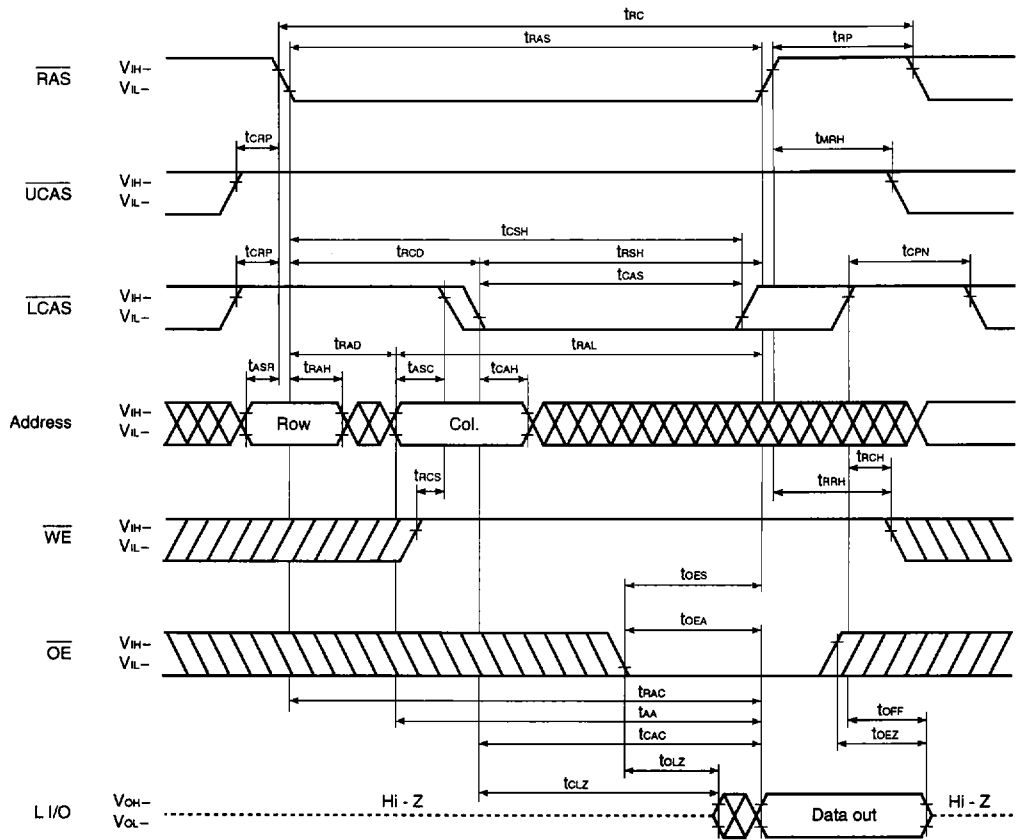 tRC
tRAS
tRP
RAS
VIH–
VIL–
tCRP
tMRH
UCAS
VIH–
VIL–
tCSH
tCRP
tRCD
tRSH
tCPN
tCAS
LCAS
VIH–
VIL–
tRAD
tRAL
tASR
tRAH
tASC
tCAH
Address
VIH–
VIL–
Row
Col.
tRCH
tRCS
tRRH
WE
VIH–
VIL–
tOES
tOEA
OE
VIH–
VIL–
tRAC
tAA
tOFF
tCAC
tOEZ
tOLZ
tCLZ
L I/O
VOH–
VOL–
Hi - Z
Data out
Hi - Z